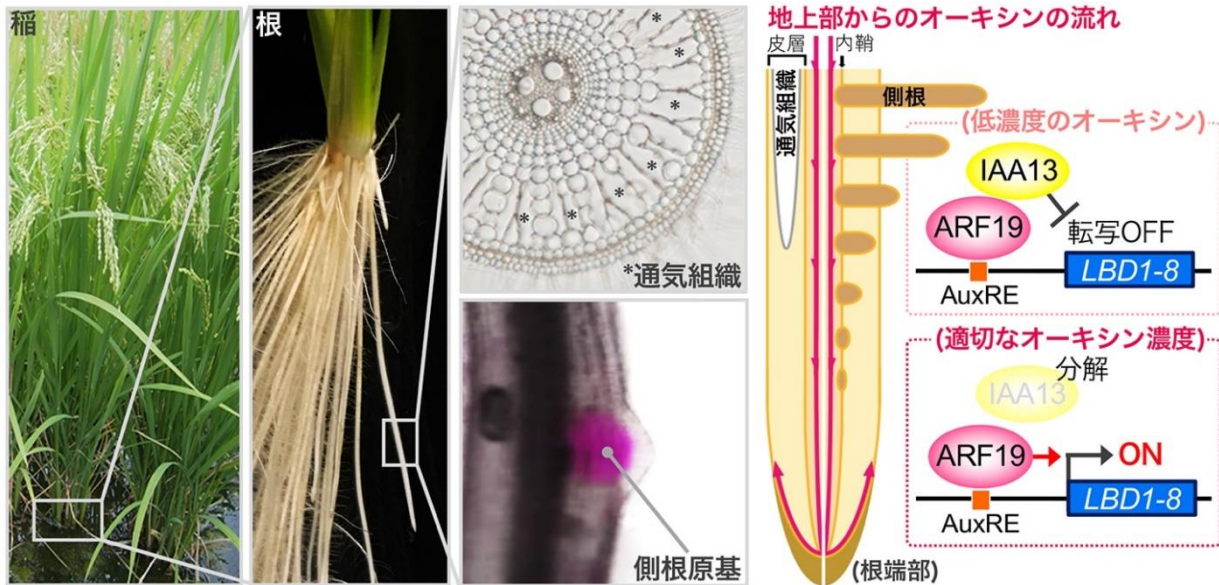 稲
根
*
*
*
*
*
*
*
*
*通気組織
側根原基
地上部からのオーキシンの流れ
皮層
内鞘
通気組織
側根
(低濃度のオーキシン)
IAA13
ARF19
転写OFF
LBD1-8
AuxRE
(適切なオーキシン濃度)
分解
IAA13
ARF19
ON
LBD1-8
AuxRE
(根端部)